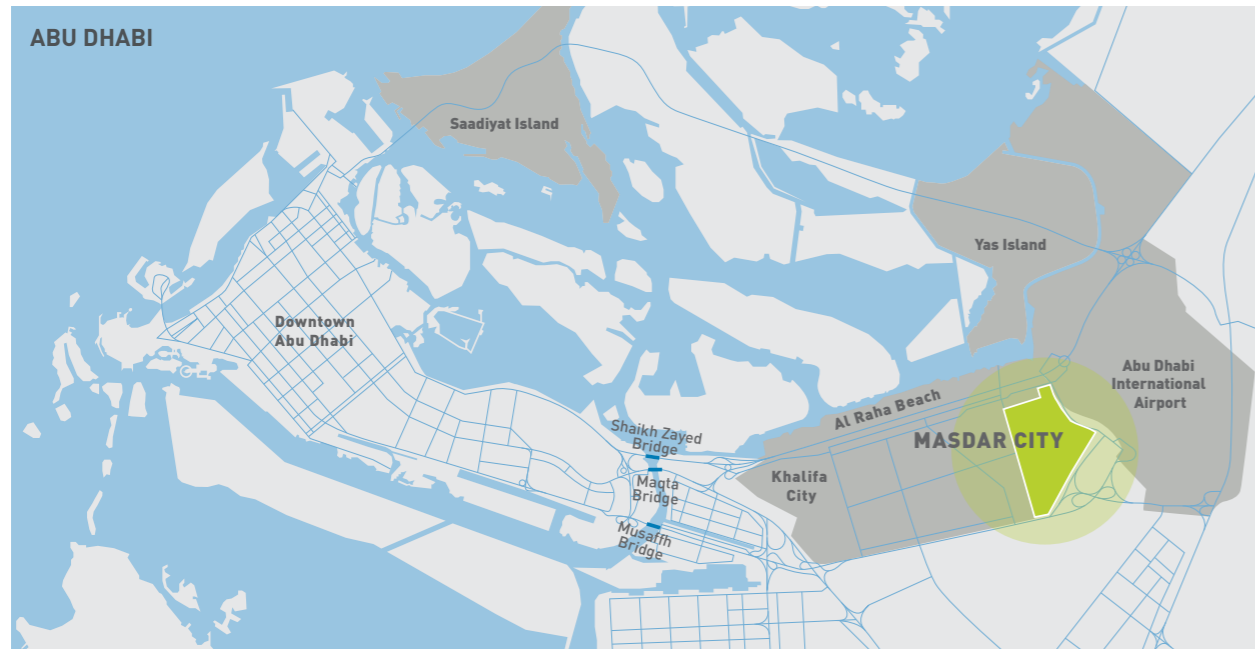 ABU DHABI
Saadiyat Island
Yas Island
Downtown
Abu Dhabi
Abu Dhabi
International
Airport
Al Raha Beach
MASDAR CITY
Shaikh Zayed
Bridge
Khalifa
City
Maqta
Bridge
Musaffh
Bridge